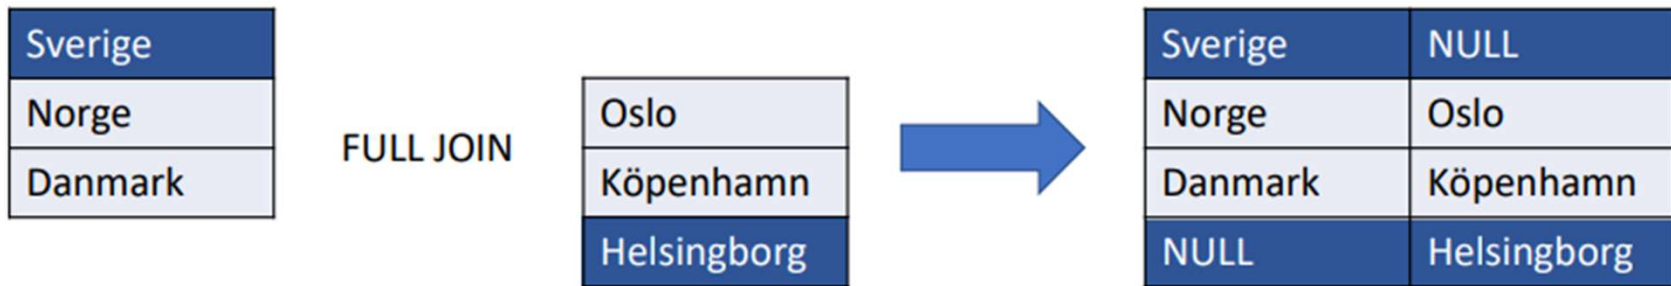 Sverige
Norge
Danmark
FULL JOIN
Oslo
Köpenhamn
Helsingborg
Sverige NULL
Norge Oslo
Danmark Köpenhamn
NULL Helsingborg